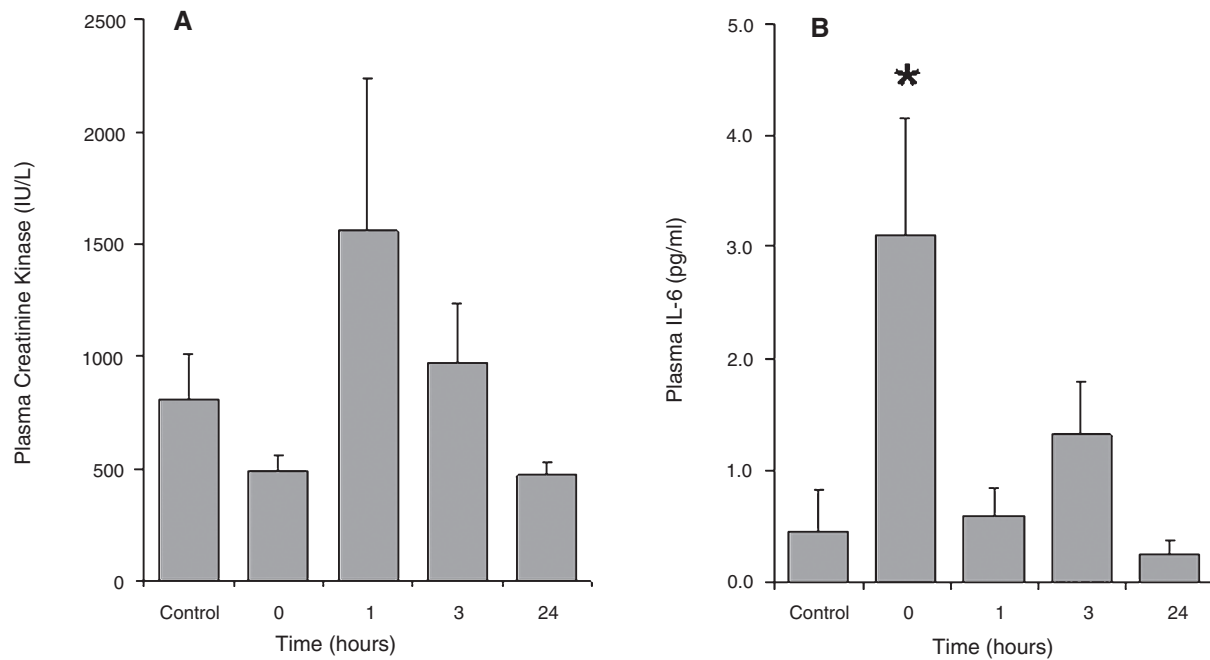 A
Plasma Creatinine Kinase (IU/L)
2500
2000
1500
1000
500
0
Control 0 1 3 24
Time (hours)
B
*
Plasma IL-6 (pg/ml)
5.0
4.0
3.0
2.0
1.0
0.0
Control 0 1 3 24
Time (hours)